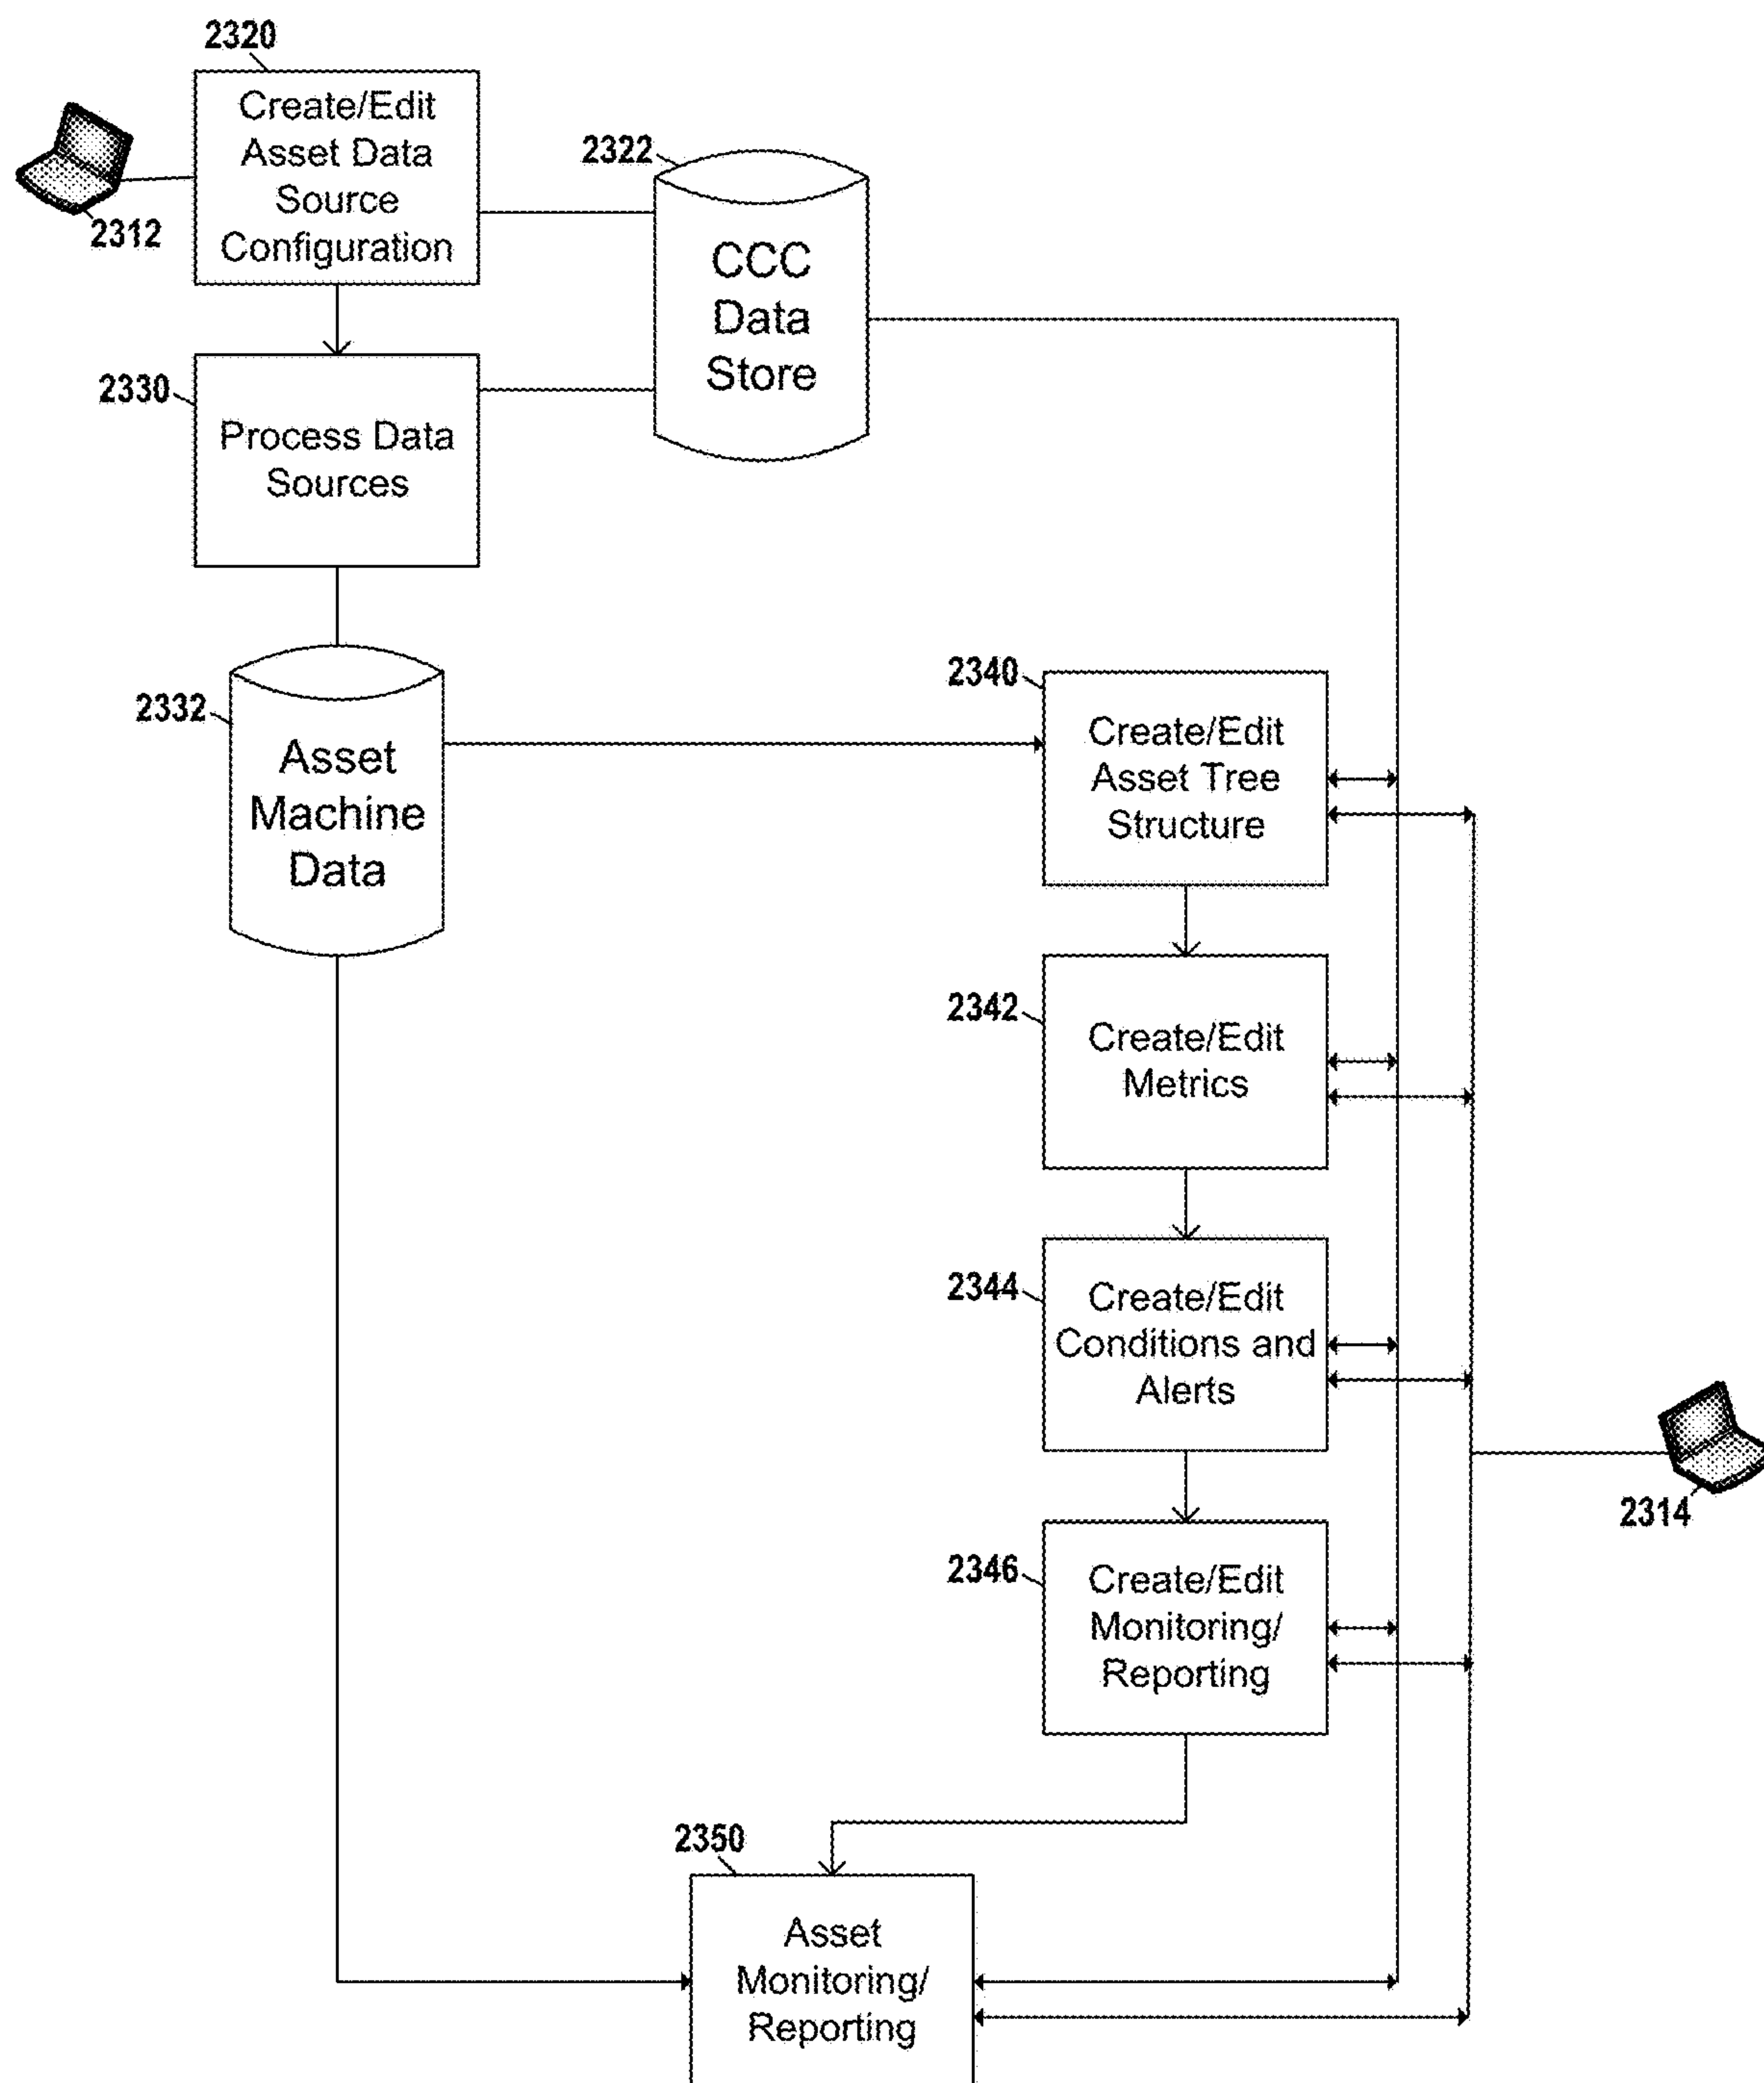 2320
Create/Edit
Asset Data
Source
Configuration
2312
2322
CCC
Data
Store
2330
Process Data
Sources
2332
Asset
Machine
Data
2340
Create/Edit
Asset Tree
Structure
2342
Create/Edit
Metrics
2344
Create/Edit
Conditions and
Alerts
2314
2346
Create/Edit
Monitoring/
Reporting
2350
Asset
Monitoring/
Reporting